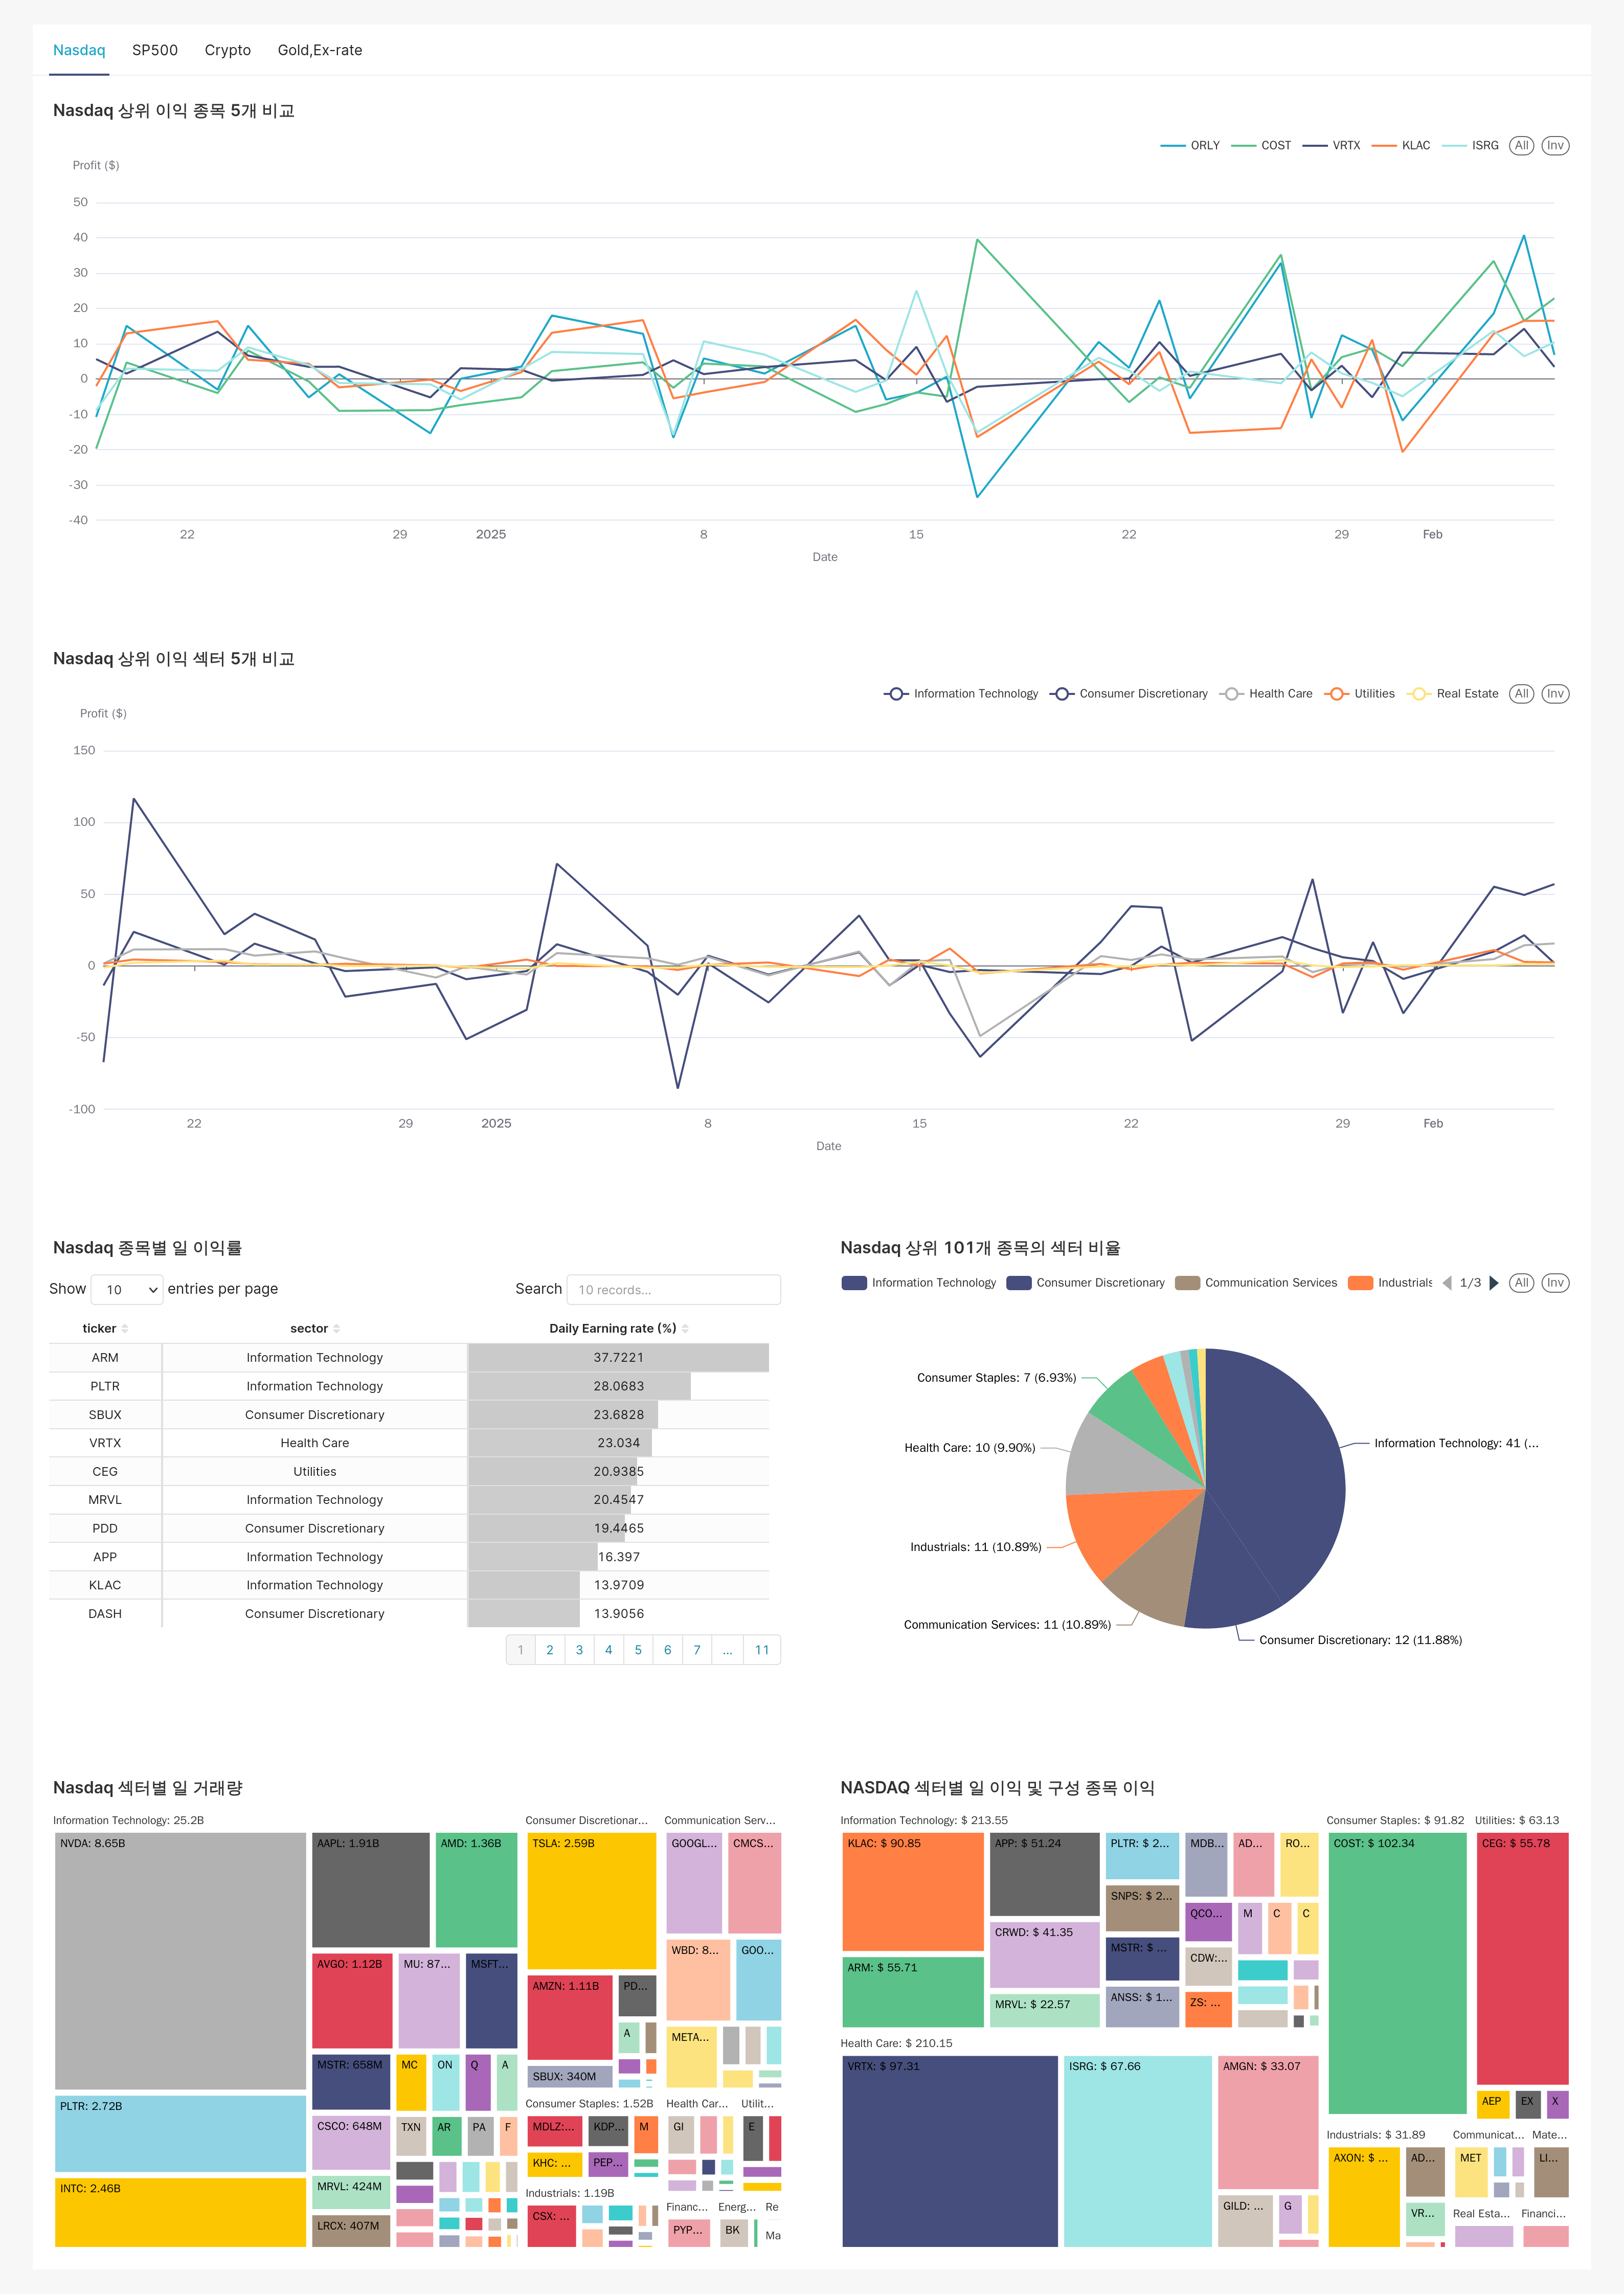 Nasdaq SP500 Crypto Gold,Ex-rate
Nasdaq 상위 이익 종목 5개 비교
ORLY COST VRTX KLAC ISRG All Inv
Profit ($)
50
40
30
20
10
0
-10
-20
-30
-40
22 29 2025 8 15 22 29 Feb
Date
Nasdaq 상위 이익 섹터 5개 비교
Information Technology Consumer Discretionary Health Care Utilities Real Estate All Inv
Profit ($)
150
100
50
0
-50
-100
22 29 2025 8 15 22 29 Feb
Date
Nasdaq 종목별 일 이익률
Show 10 entries per page Search 10 records...
ticker sector Daily Earning rate (%)
ARM Information Technology 37.7221
PLTR Information Technology 28.0683
SBUX Consumer Discretionary 23.6828
VRTX Health Care 23.034
CEG Utilities 20.9385
MRVL Information Technology 20.4547
PDD Consumer Discretionary 19.4465
APP Information Technology 16.397
KLAC Information Technology 13.9709
DASH Consumer Discretionary 13.9056
1 2 3 4 5 6 7 ... 11
Nasdaq 상위 101개 종목의 섹터 비율
Information Technology Consumer Discretionary Communication Services Industrials 1/3 All Inv
Consumer Staples: 7 (6.93%)
Information Technology: 41 (...
Health Care: 10 (9.90%)
Industrials: 11 (10.89%)
Communication Services: 11 (10.89%)
Consumer Discretionary: 12 (11.88%)
Nasdaq 섹터별 일 거래량
Information Technology: 25.2B
NVDA: 8.65B
AAPL: 1.91B
AMD: 1.36B
AVGO: 1.12B
MU: 87...
MSFT...
PLTR: 2.72B
INTC: 2.46B
MSTR: 658M
MC
ON
Q
A
CSCO: 648M
TXN
AR
PA
F
MRVL: 424M
LRCX: 407M
Consumer Discretionar...
TSLA: 2.59B
AMZN: 1.11B
PD...
A
SBUX: 340M
Communication Serv...
GOOGL...
CMCS...
WBD: 8...
GOO...
META...
Consumer Staples: 1.52B
MDLZ:...
KDP...
M
KHC: ...
PEP...
Health Car...
GI
Utilit...
E
Industrials: 1.19B
CSX: ...
Financ...
PYP...
Energ...
BK
Re
Ma
NASDAQ 섹터별 일 이익 및 구성 종목 이익
Information Technology: $ 213.55
KLAC: $ 90.85
ARM: $ 55.71
APP: $ 51.24
CRWD: $ 41.35
MRVL: $ 22.57
PLTR: $ 2...
SNPS: $ 2...
MSTR: $ ...
ANSS: $ 1...
MDB...
AD...
RO...
QCO...
M
C
C
CDW:...
ZS: ...
Health Care: $ 210.15
VRTX: $ 97.31
ISRG: $ 67.66
AMGN: $ 33.07
GILD: ...
G
Consumer Staples: $ 91.82
COST: $ 102.34
Utilities: $ 63.13
CEG: $ 55.78
AEP
EX
X
Industrials: $ 31.89
AXON: $ ...
AD...
VR...
Communicat...
MET
Mate...
LI...
Real Esta...
Financi...